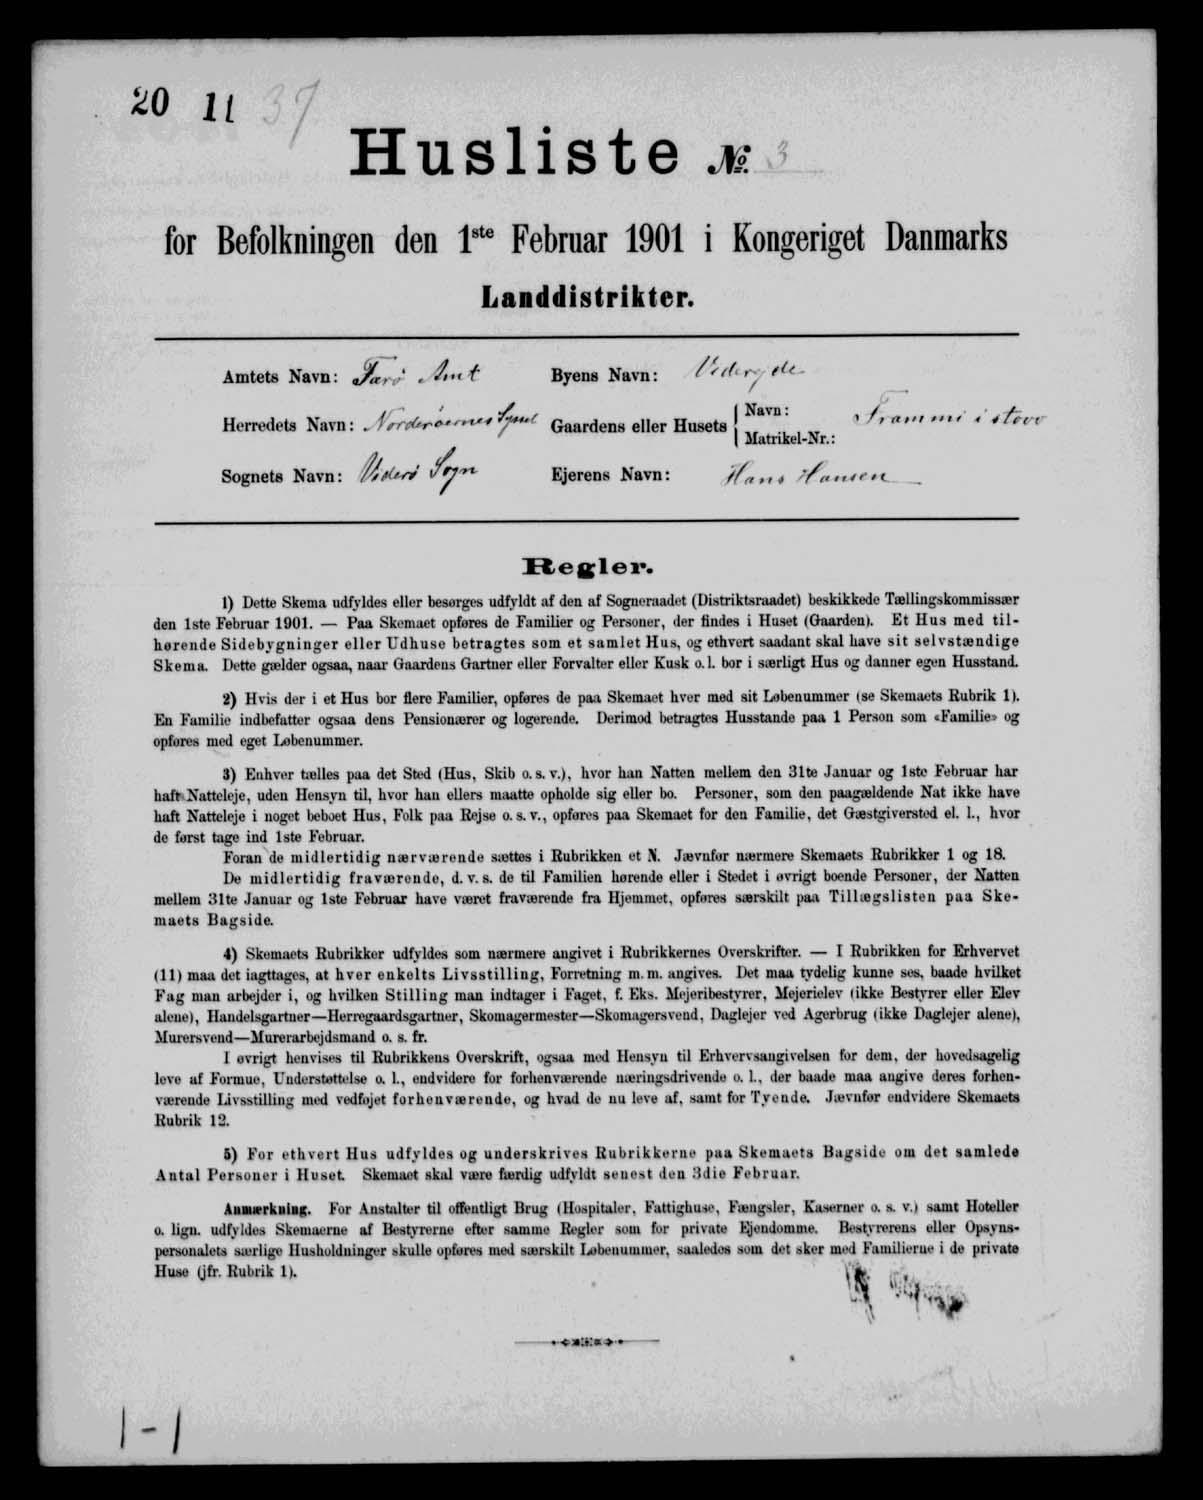 20 11 37
Husliste № 3
for Befolkningen den 1ste Februar 1901 i Kongeriget Danmarks
Landdistrikter.
Amtets Navn: Færø Amt Byens Navn: Viderejde
Herredets Navn: Norderøernes Syssel Gaardens eller Husets Navn: Frammi i stovo
Matrikel-Nr.:
Sognets Navn: Viderø Sogn Ejerens Navn: Hans Hansen
Regler.
1) Dette Skema udfyldes eller besørges udfyldt af den af Sogneraadet (Distriktsraadet) beskikkede Tællingskommissær
den 1ste Februar 1901. — Paa Skemaet opføres de Familier og Personer, der findes i Huset (Gaarden). Et Hus med til-
hørende Sidebygninger eller Udhuse betragtes som et samlet Hus, og ethvert saadant skal have sit selvstændige
Skema. Dette gælder ogsaa, naar Gaardens Gartner eller Forvalter eller Kusk o. l. bor i særligt Hus og danner egen Husstand.
2) Hvis der i et Hus bor flere Familier, opføres de paa Skemaet hver med sit Løbenummer (se Skemaets Rubrik 1).
En Familie indbefatter ogsaa dens Pensionærer og logerende. Derimod betragtes Husstande paa 1 Person som «Familie» og
opføres med eget Løbenummer.
3) Enhver tælles paa det Sted (Hus, Skib o. s. v.), hvor han Natten mellem den 31te Januar og 1ste Februar har
haft Natteleje, uden Hensyn til, hvor han ellers maatte opholde sig eller bo. Personer, som den paagældende Nat ikke have
haft Natteleje i noget beboet Hus, Folk paa Rejse o. s. v., opføres paa Skemaet for den Familie, det Gæstgiversted el. l., hvor
de først tage ind 1ste Februar.
Foran de midlertidig nærværende sættes i Rubrikken et N. Jævnfør nærmere Skemaets Rubrikker 1 og 18.
De midlertidig fraværende, d. v. s. de til Familien hørende eller i Stedet i øvrigt boende Personer, der Natten
mellem 31te Januar og 1ste Februar have været fraværende fra Hjemmet, opføres særskilt paa Tillægslisten paa Ske-
maets Bagside.
4) Skemaets Rubrikker udfyldes som nærmere angivet i Rubrikkernes Overskrifter. — I Rubrikken for Erhvervet
(11) maa det iagttages, at hver enkelts Livsstilling, Forretning m. m. angives. Det maa tydelig kunne ses, baade hvilket
Fag man arbejder i, og hvilken Stilling man indtager i Faget, f. Eks. Mejeribestyrer, Mejerielev (ikke Bestyrer eller Elev
alene), Handelsgartner—Herregaardsgartner, Skomagermester—Skomagersvend, Daglejer ved Agerbrug (ikke Daglejer alene),
Murersvend—Murerarbejdsmand o. s. fr.
I øvrigt henvises til Rubrikkens Overskrift, ogsaa med Hensyn til Erhvervsangivelsen for dem, der hovedsagelig
leve af Formue, Understøttelse o. l., endvidere for forhenværende næringsdrivende o. l., der baade maa angive deres forhen-
værende Livsstilling med vedføjet forhenværende, og hvad de nu leve af, samt for Tyende. Jævnfør endvidere Skemaets
Rubrik 12.
5) For ethvert Hus udfyldes og underskrives Rubrikkerne paa Skemaets Bagside om det samlede
Antal Personer i Huset. Skemaet skal være færdig udfyldt senest den 3die Februar.
Anmærkning. For Anstalter til offentligt Brug (Hospitaler, Fattighuse, Fængsler, Kaserner o. s. v.) samt Hoteller
o. lign. udfyldes Skemaerne af Bestyrerne efter samme Regler som for private Ejendomme. Bestyrerens eller Opsyns-
personalets særlige Husholdninger skulle opføres med særskilt Løbenummer, saaledes som det sker med Familierne i de private
Huse (jfr. Rubrik 1).
1-1